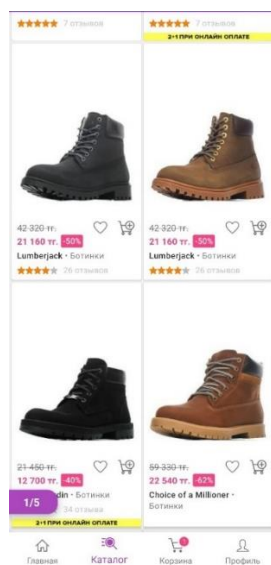 7 отзывов
7 отзывов
2=1 ПРИ ОНЛАЙН ОПЛАТЕ
42 320 тг.
42 320 тг.
21 160 тг. -50%
21 160 тг. -50%
Lumberjack • Ботинки
Lumberjack • Ботинки
26 отзывов
26 отзывов
21 450 тг.
59 330 тг.
12 700 тг. -40%
22 540 тг. -62%
din • Ботинки
Choice of a Millioner •
Ботинки
1/5
34 отзыва
2=1 ПРИ ОНЛАЙН ОПЛАТЕ
Главная
Каталог
Корзина
Профиль